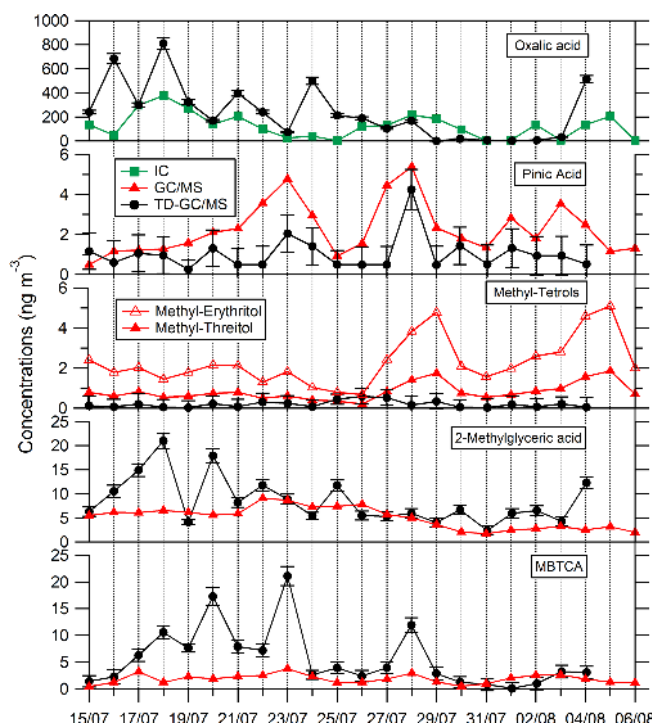 1000
Oxalic acid
800
600
400
200
0
6
Pinic Acid
IC
GC/MS
TD-GC/MS
4
2
0
6
Methyl-Tetrols
Methyl-Erythritol
Methyl-Threitol
4
2
0
25
2-Methylglyceric acid
20
15
10
5
0
25
MBTCA
20
15
10
5
0
Concentrations (ng m-3)
15/07 17/07 19/07 21/07 23/07 25/07 27/07 29/07 31/07 02/08 04/08 06/08